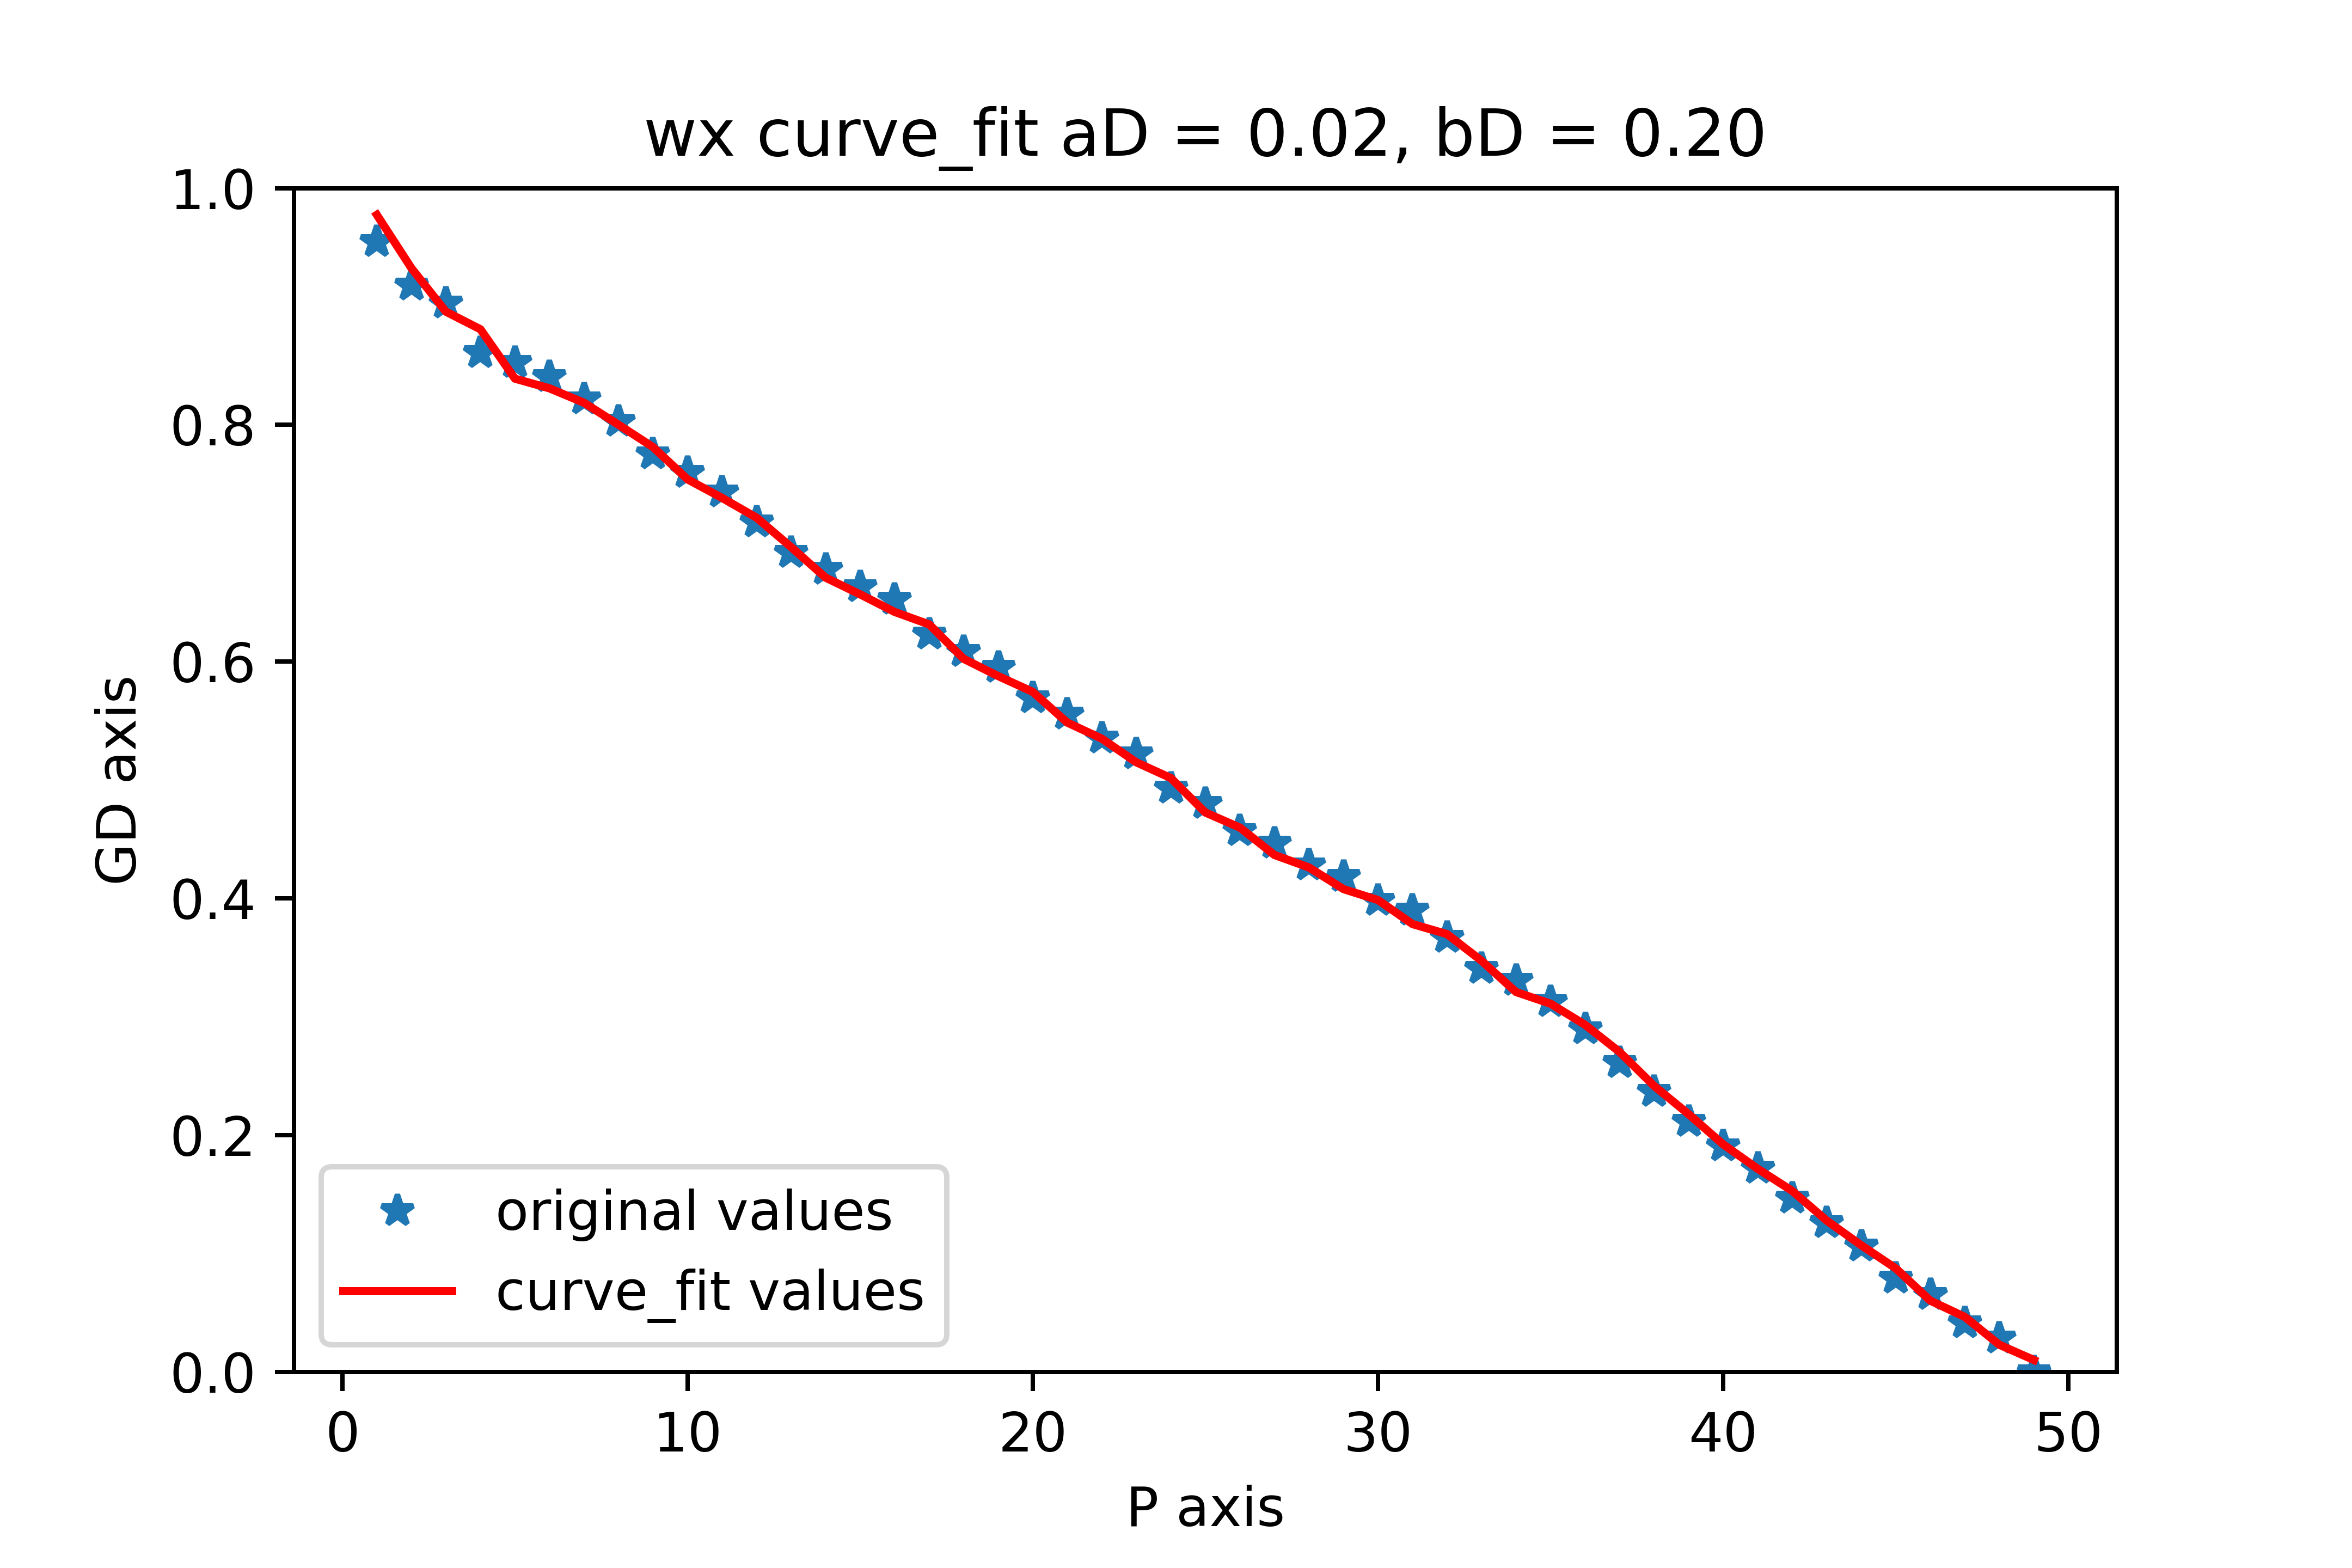 wx curve_fit aD = 0.02, bD = 0.20
1.0
0.8
0.6
0.4
0.2
0.0
GD axis
original values
curve_fit values
0 10 20 30 40 50
P axis